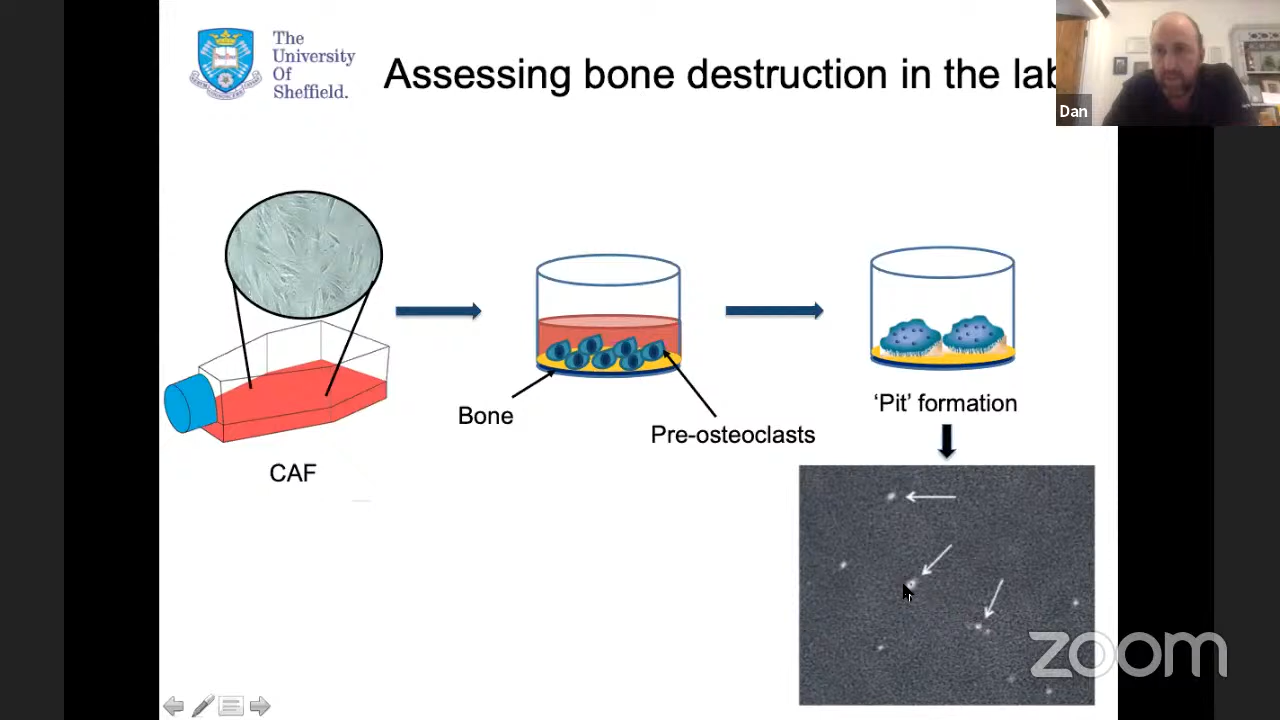 The
University
Of
Sheffield.
Assessing bone destruction in the lab
Dan
Bone
Pre-osteoclasts
‘Pit’ formation
CAF
zoom